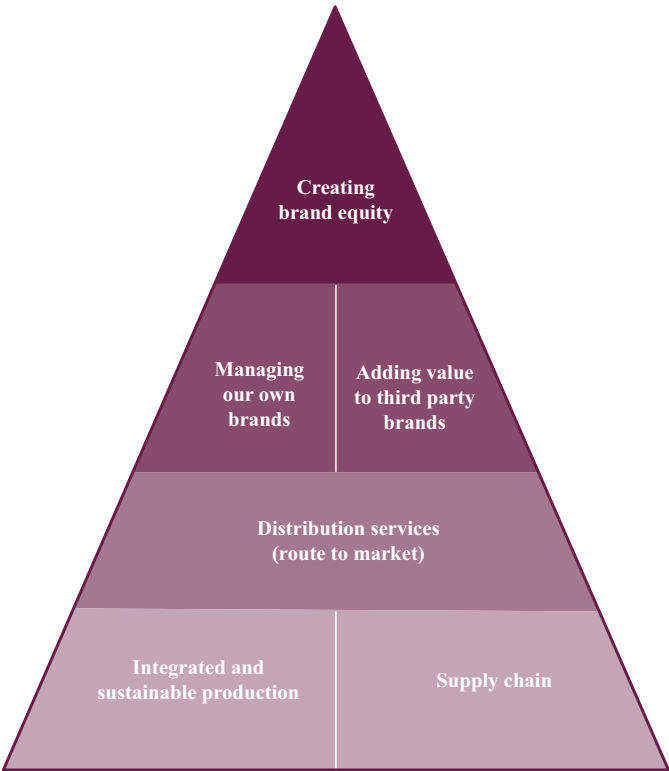 Creating
brand equity
Managing
our own
brands
Adding value
to third party
brands
Distribution services
(route to market)
Integrated and
sustainable production
Supply chain